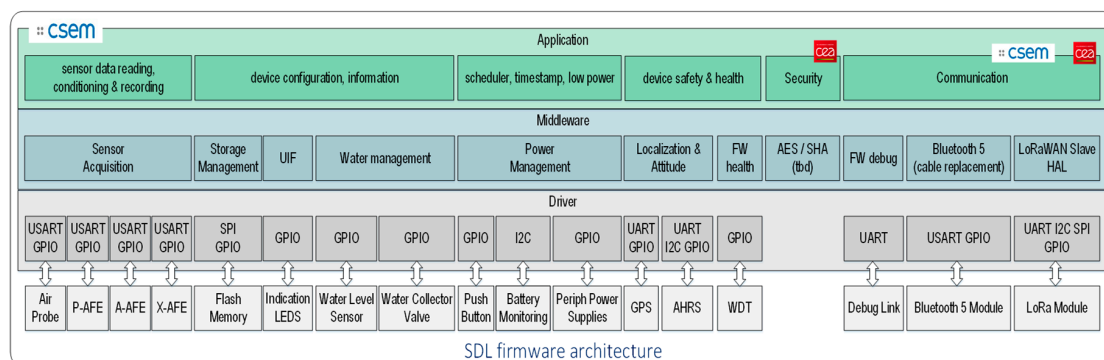 csem
Application
cea
csem
cea
sensor data reading,
conditioning & recording
device configuration, information
scheduler, timestamp, low power
device safety & health
Security
Communication
Middleware
Sensor
Acquisition
Storage
Management
UIF
Water management
Power
Management
Localization &
Attitude
FW
health
AES / SHA
(tbd)
FW debug
Bluetooth 5
(cable replacement)
LoRaWAN Slave
HAL
Driver
USART
GPIO
USART
GPIO
USART
GPIO
USART
GPIO
SPI
GPIO
GPIO
GPIO
GPIO
GPIO
I2C
GPIO
UART
GPIO
UART
I2C GPIO
GPIO
UART
USART GPIO
UART I2C SPI
GPIO
Air
Probe
P-AFE
A-AFE
X-AFE
Flash
Memory
Indication
LEDS
Water Level
Sensor
Water Collector
Valve
Push
Button
Battery
Monitoring
Periph Power
Supplies
GPS
AHRS
WDT
Debug Link
Bluetooth 5 Module
LoRa Module
SDL firmware architecture